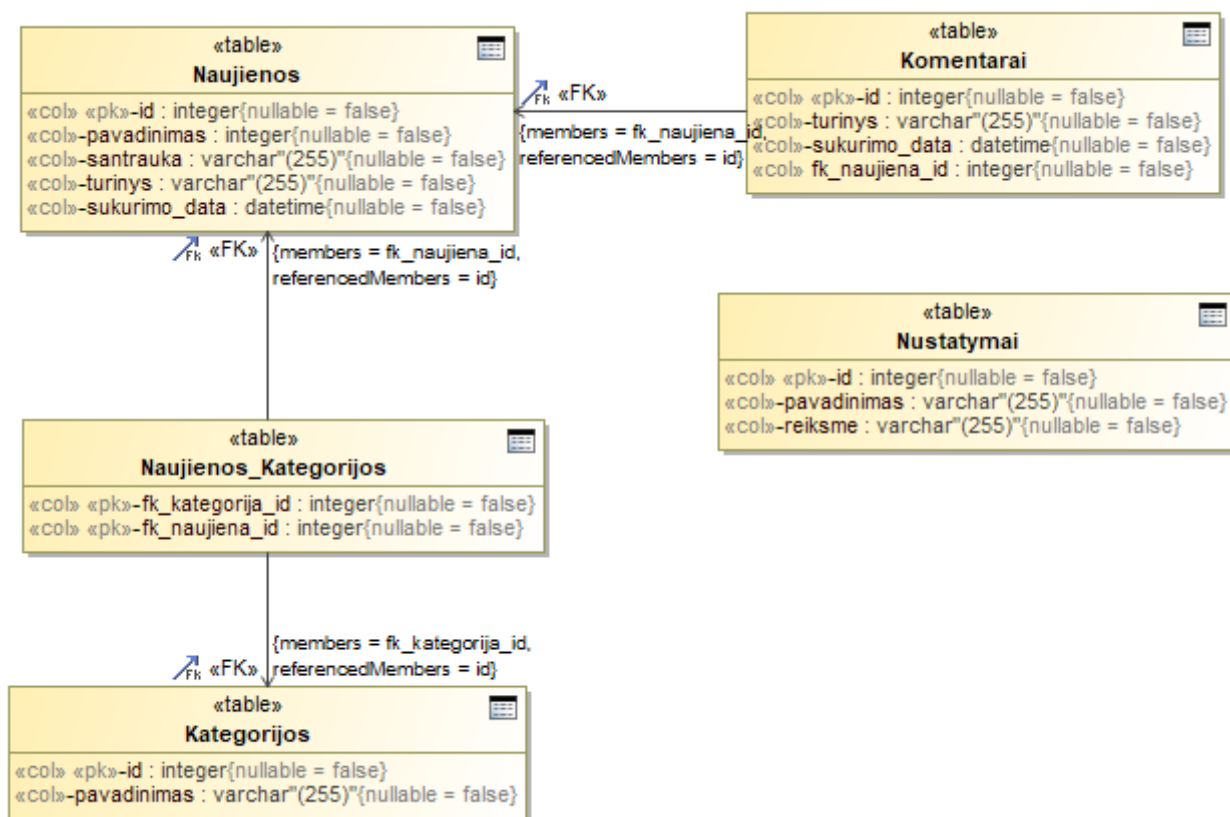 «table»
Naujienos
«col» «pk»-id : integer{nullable = false}
«col»-pavadinimas : integer{nullable = false}
«col»-santrauka : varchar"(255)"{nullable = false}
«col»-turinys : varchar"(255)"{nullable = false}
«col»-sukurimo_data : datetime{nullable = false}
«table»
Komentarai
«col» «pk»-id : integer{nullable = false}
«col»-turinys : varchar"(255)"{nullable = false}
«col»-sukurimo_data : datetime{nullable = false}
«col» fk_naujiena_id : integer{nullable = false}
Fk «FK»
{members = fk_naujiena_id,
referencedMembers = id}
Fk «FK»
{members = fk_naujiena_id,
referencedMembers = id}
«table»
Nustatymai
«col» «pk»-id : integer{nullable = false}
«col»-pavadinimas : varchar"(255)"{nullable = false}
«col»-reiksme : varchar"(255)"{nullable = false}
«table»
Naujienos_Kategorijos
«col» «pk»-fk_kategorija_id : integer{nullable = false}
«col» «pk»-fk_naujiena_id : integer{nullable = false}
{members = fk_kategorija_id,
referencedMembers = id}
Fk «FK»
«table»
Kategorijos
«col» «pk»-id : integer{nullable = false}
«col»-pavadinimas : varchar"(255)"{nullable = false}